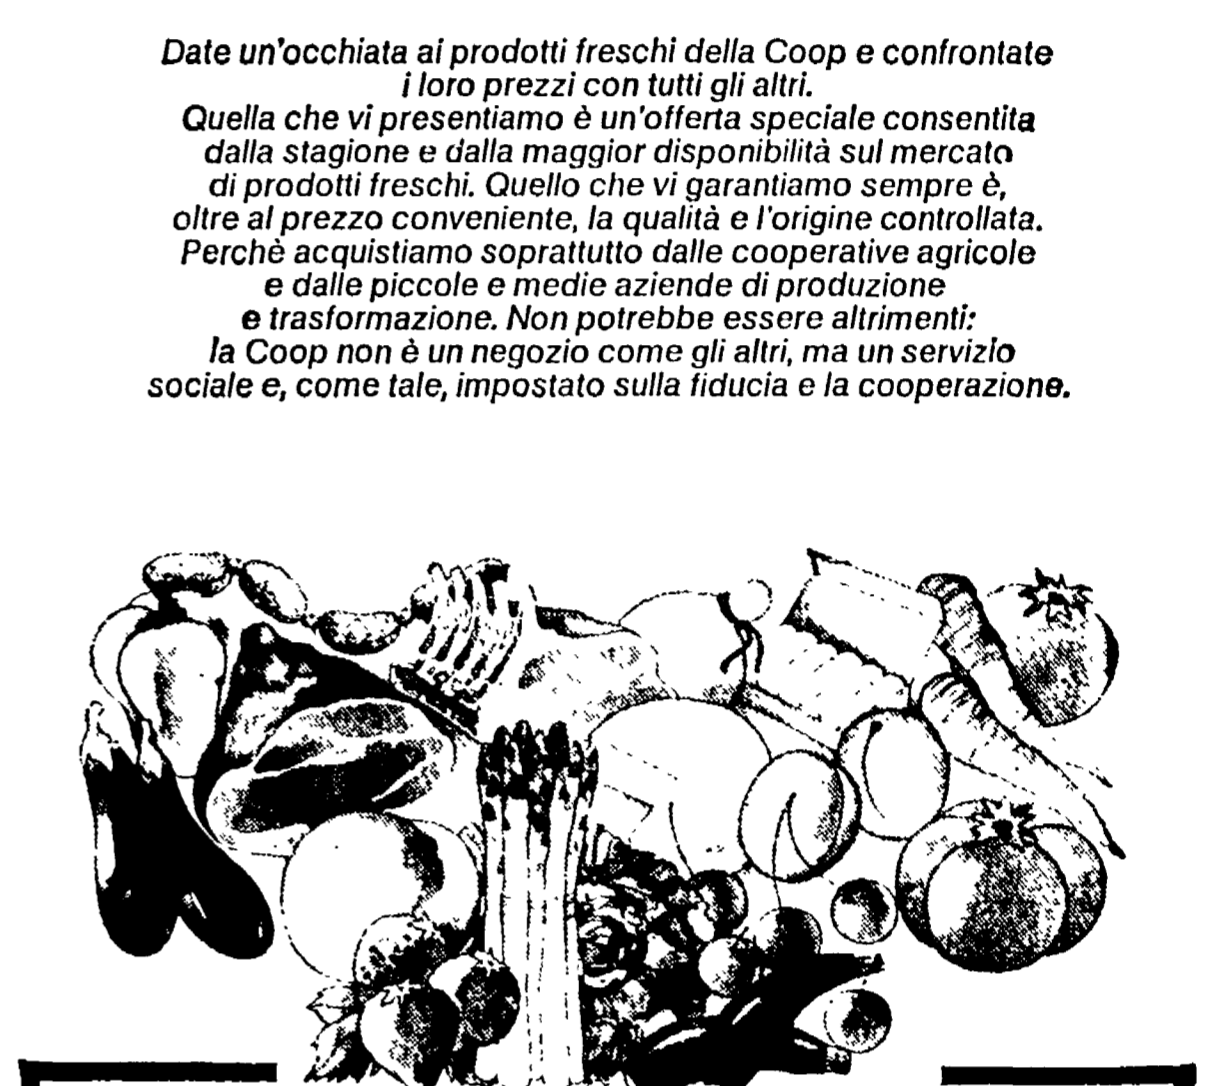 Date un'occhiata ai prodotti freschi della Coop e confrontate
i loro prezzi con tutti gli altri.
Quella che vi presentiamo è un'offerta speciale consentita
dalla stagione e dalla maggior disponibilità sul mercato
di prodotti freschi. Quello che vi garantiamo sempre è,
oltre al prezzo conveniente, la qualità e l'origine controllata.
Perchè acquistiamo soprattutto dalle cooperative agricole
e dalle piccole e medie aziende di produzione
e trasformazione. Non potrebbe essere altrimenti:
la Coop non è un negozio come gli altri, ma un servizio
sociale e, come tale, impostato sulla fiducia e la cooperazione.